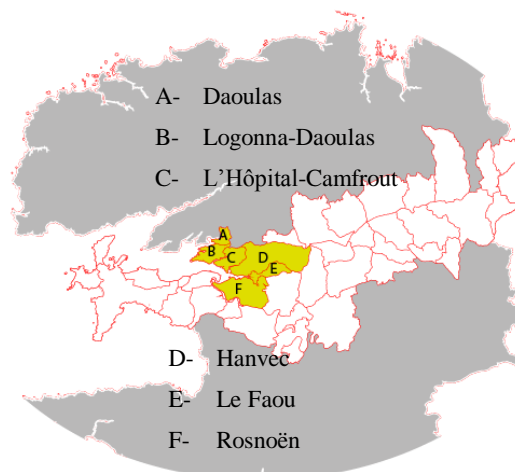 A- Daoulas
B- Logonna-Daoulas
C- L'Hôpital-Camfrout
A
B
C
D
E
F
D- Hanvec
E- Le Faou
F- Rosnoën